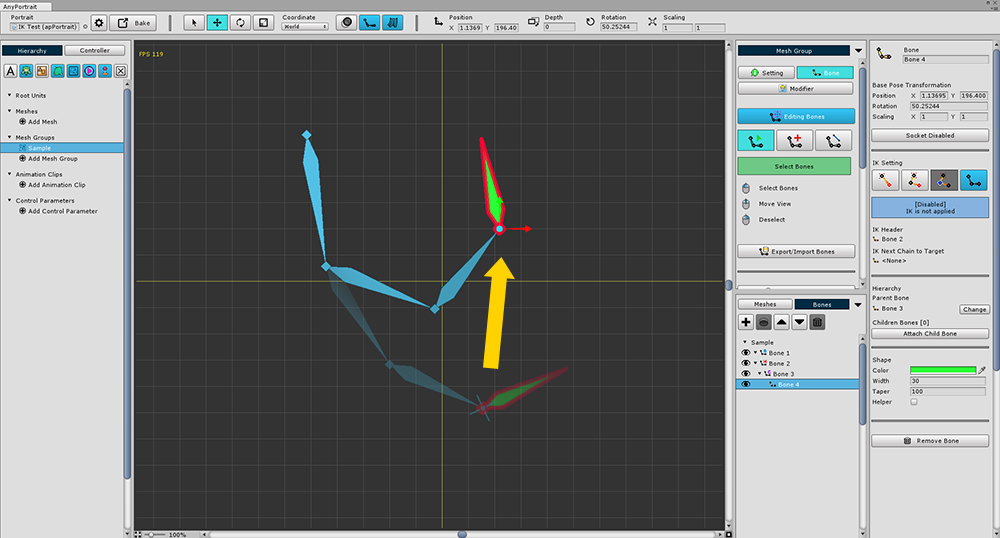 AnyPortrait
Portrait
IK Test (apPortrait)
Bake
Coordinate
World
Position
X 1.1369 Y 196.40
Depth
0
Rotation
50.25244
Scaling
1 1
Hierarchy
Controller
Root Units
Meshes
Add Mesh
Mesh Groups
Sample
Add Mesh Group
Animation Clips
Add Animation Clip
Control Parameters
Add Control Parameter
FPS 119
100%
Mesh Group
Setting
Bone
Modifier
Editing Bones
Select Bones
Select Bones
Move View
Deselect
Export/Import Bones
Meshes
Bones
Sample
Bone 1
Bone 2
Bone 3
Bone 4
Bone
Bone 4
Base Pose Transformation
Position X 1.13695 Y 196.400
Rotation 50.25244
Scaling X 1 Y 1
Socket Disabled
IK Setting
[Disabled]
IK is not applied
IK Header
Bone 2
IK Next Chain to Target
<None>
Hierarchy
Parent Bone
Bone 3
Change
Children Bones [0]
Attach Child Bone
Shape
Color
Width 30
Taper 100
Helper
Remove Bone